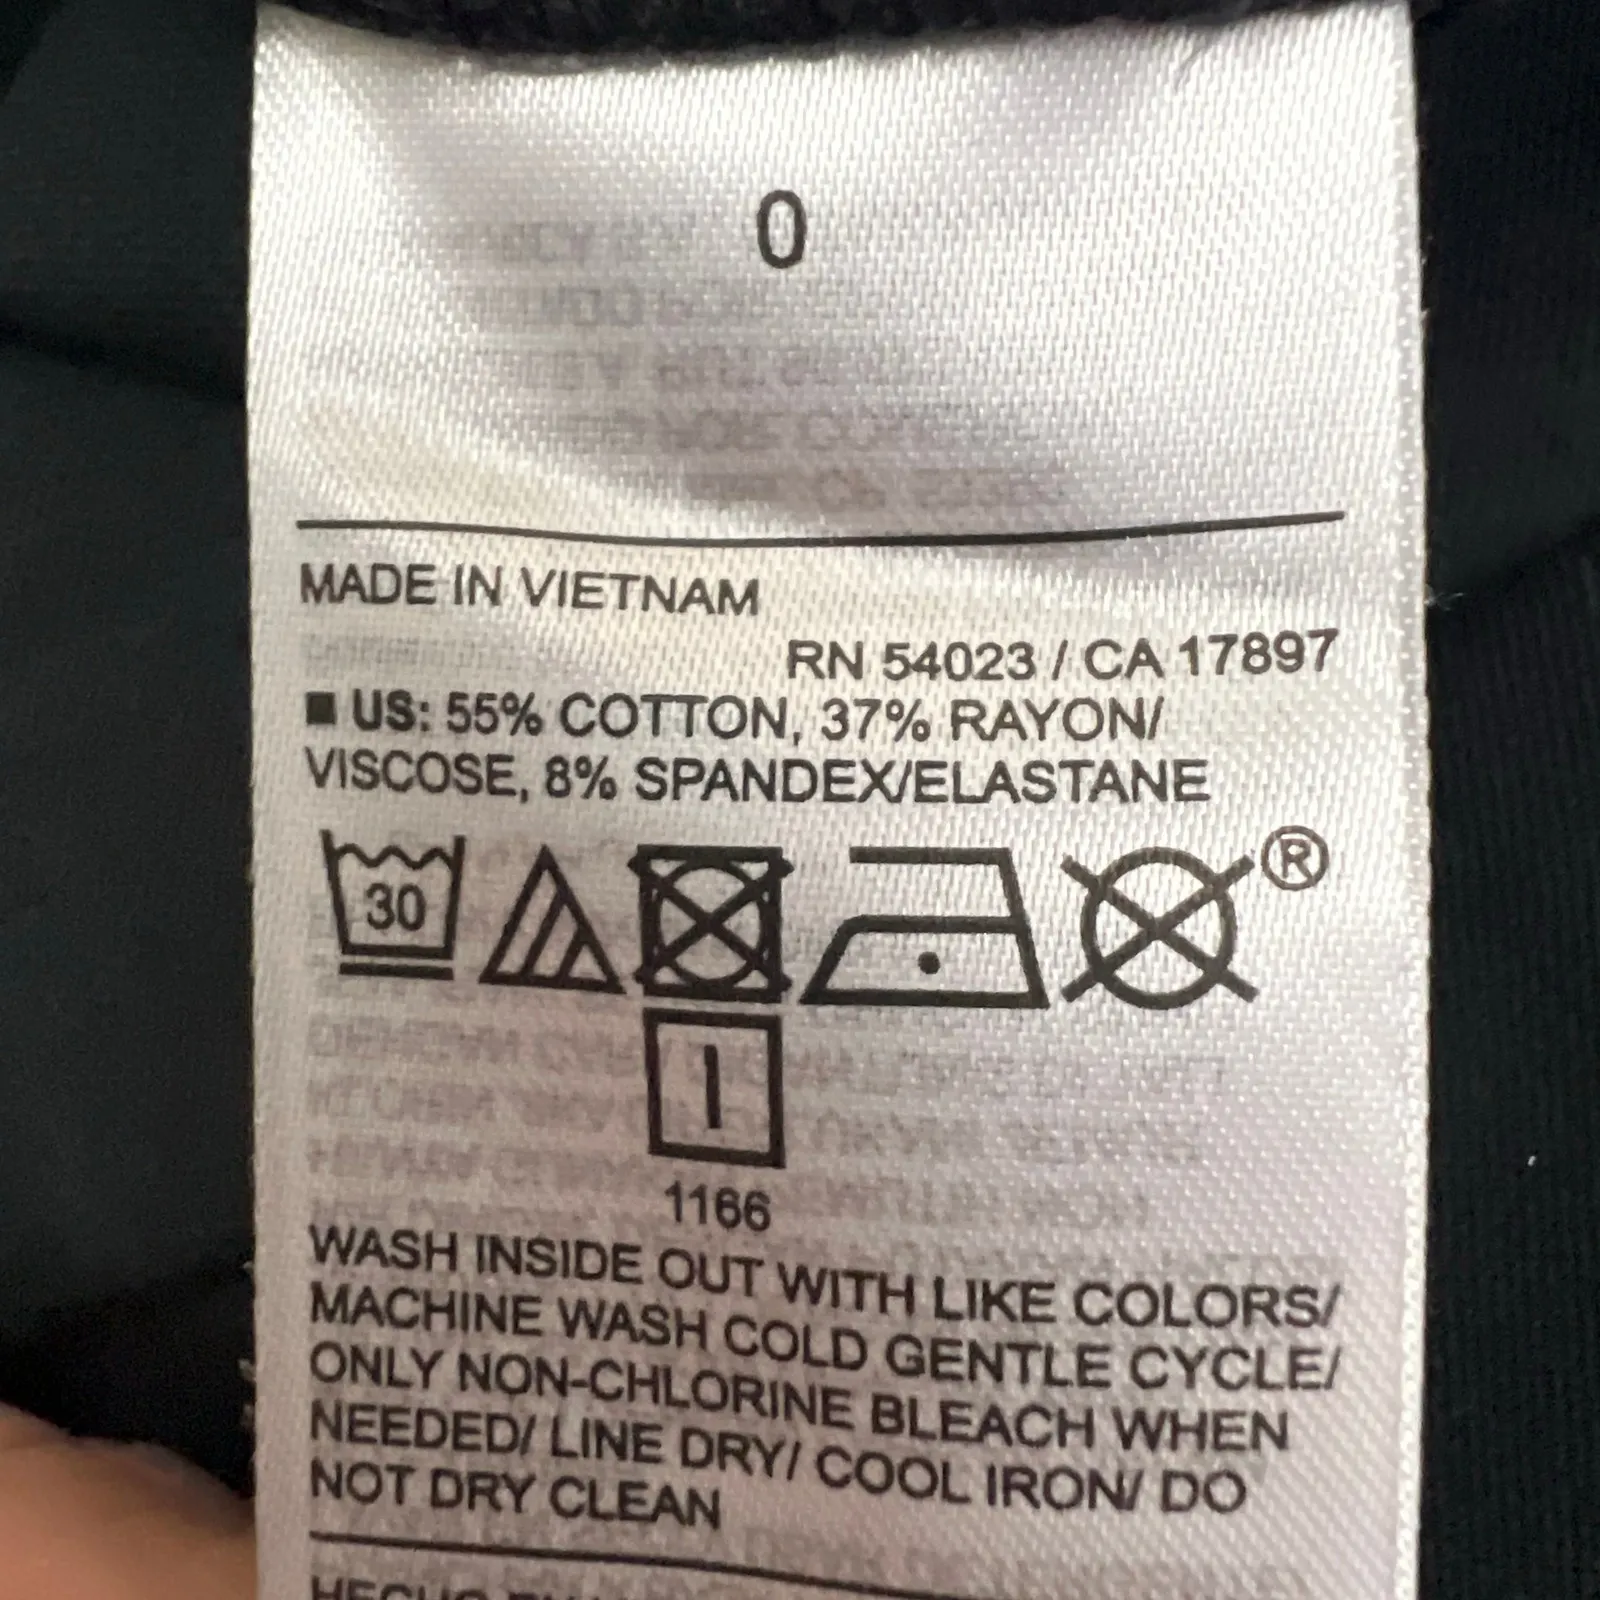 0
MADE IN VIETNAM
RN 54023 / CA 17897
US: 55% COTTON, 37% RAYON/
VISCOSE, 8% SPANDEX/ELASTANE
30
®
1166
WASH INSIDE OUT WITH LIKE COLORS/
MACHINE WASH COLD GENTLE CYCLE/
ONLY NON-CHLORINE BLEACH WHEN
NEEDED/ LINE DRY/ COOL IRON/ DO
NOT DRY CLEAN
HECHO